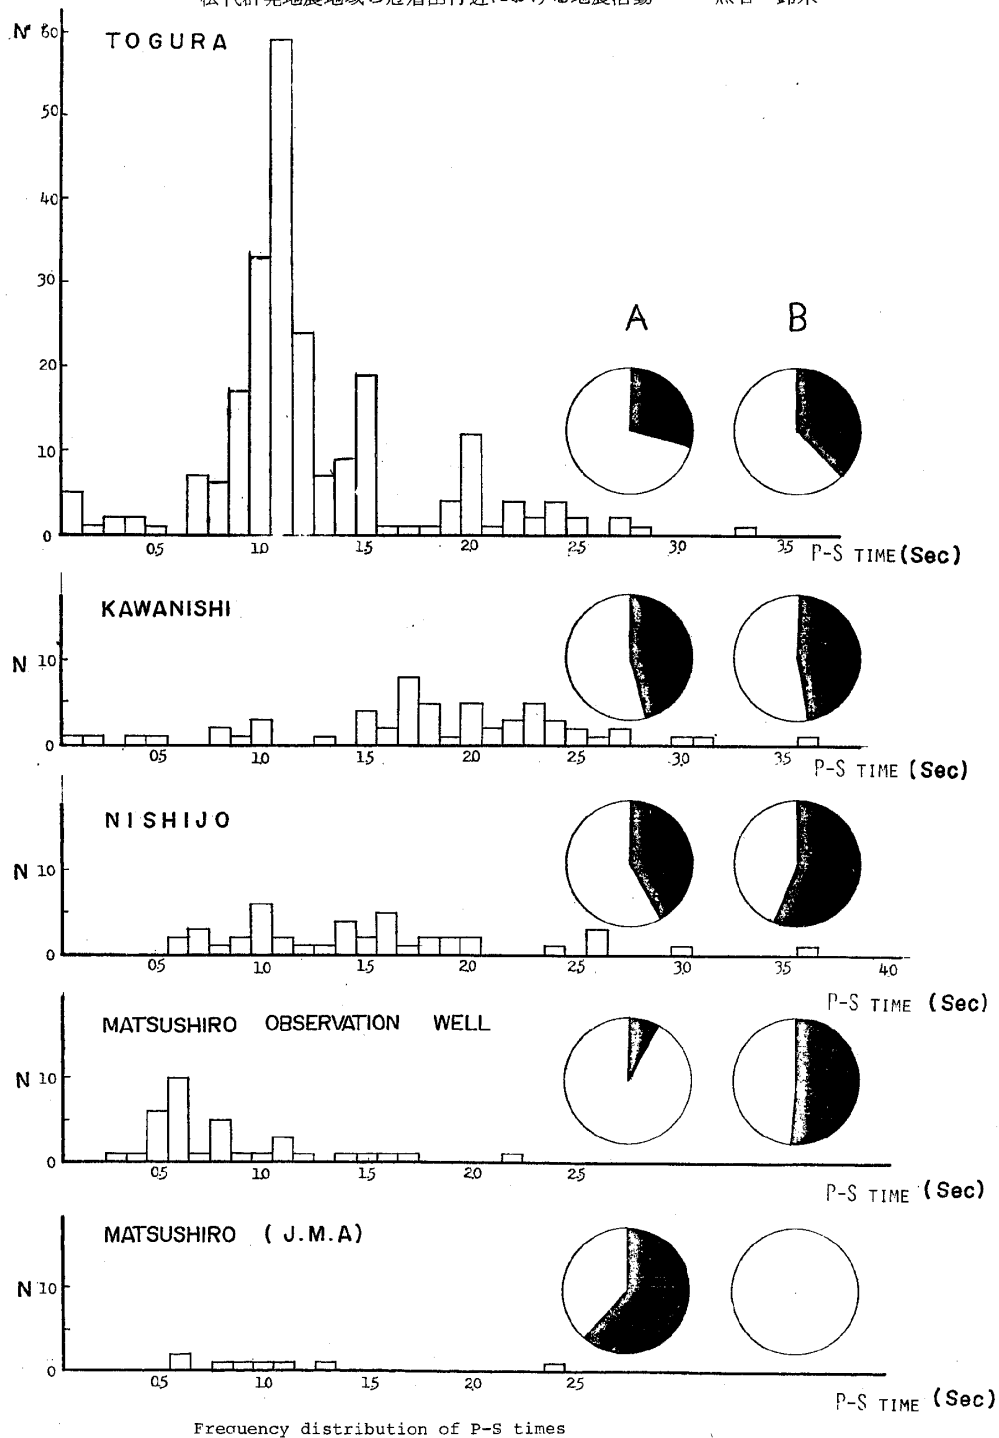 N 60
TOGURA
50
40
30
20
10
0
A B
0.5 1.0 1.5 2.0 2.5 3.0 3.5
P-S TIME (Sec)
KAWANISHI
N 10
0
0.5 1.0 1.5 2.0 2.5 3.0 3.5
P-S TIME (Sec)
NISHIJO
N 10
0
0.5 1.0 1.5 2.0 2.5 3.0 3.5 4.0
P-S TIME (Sec)
MATSUSHIRO OBSERVATION WELL
N 10
0
0.5 1.0 1.5 2.0 2.5
P-S TIME (Sec)
MATSUSHIRO (J.M.A)
N 10
0
0.5 1.0 1.5 2.0 2.5
P-S TIME (Sec)
Frequency distribution of P-S times